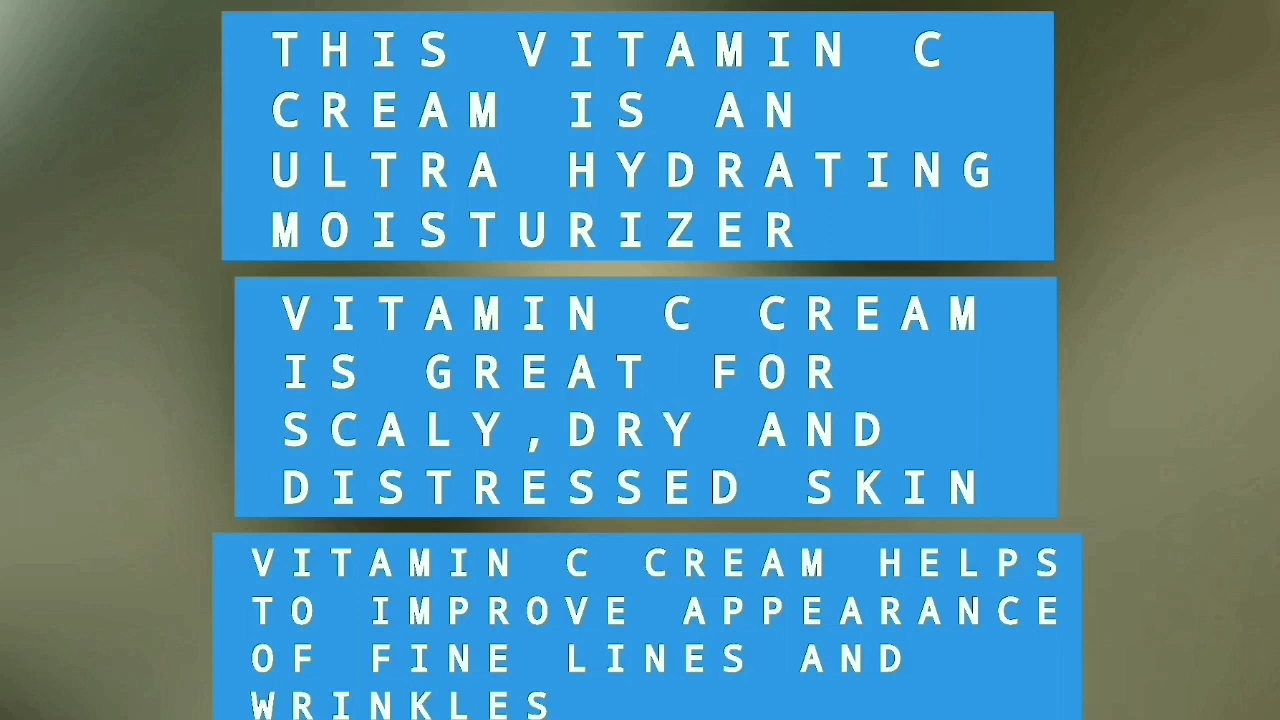 THIS VITAMIN C
CREAM IS AN
ULTRA HYDRATING
MOISTURIZER
VITAMIN C CREAM
IS GREAT FOR
SCALY,DRY AND
DISTRESSED SKIN
VITAMIN C CREAM HELPS
TO IMPROVE APPEARANCE
OF FINE LINES AND
WRINKLES